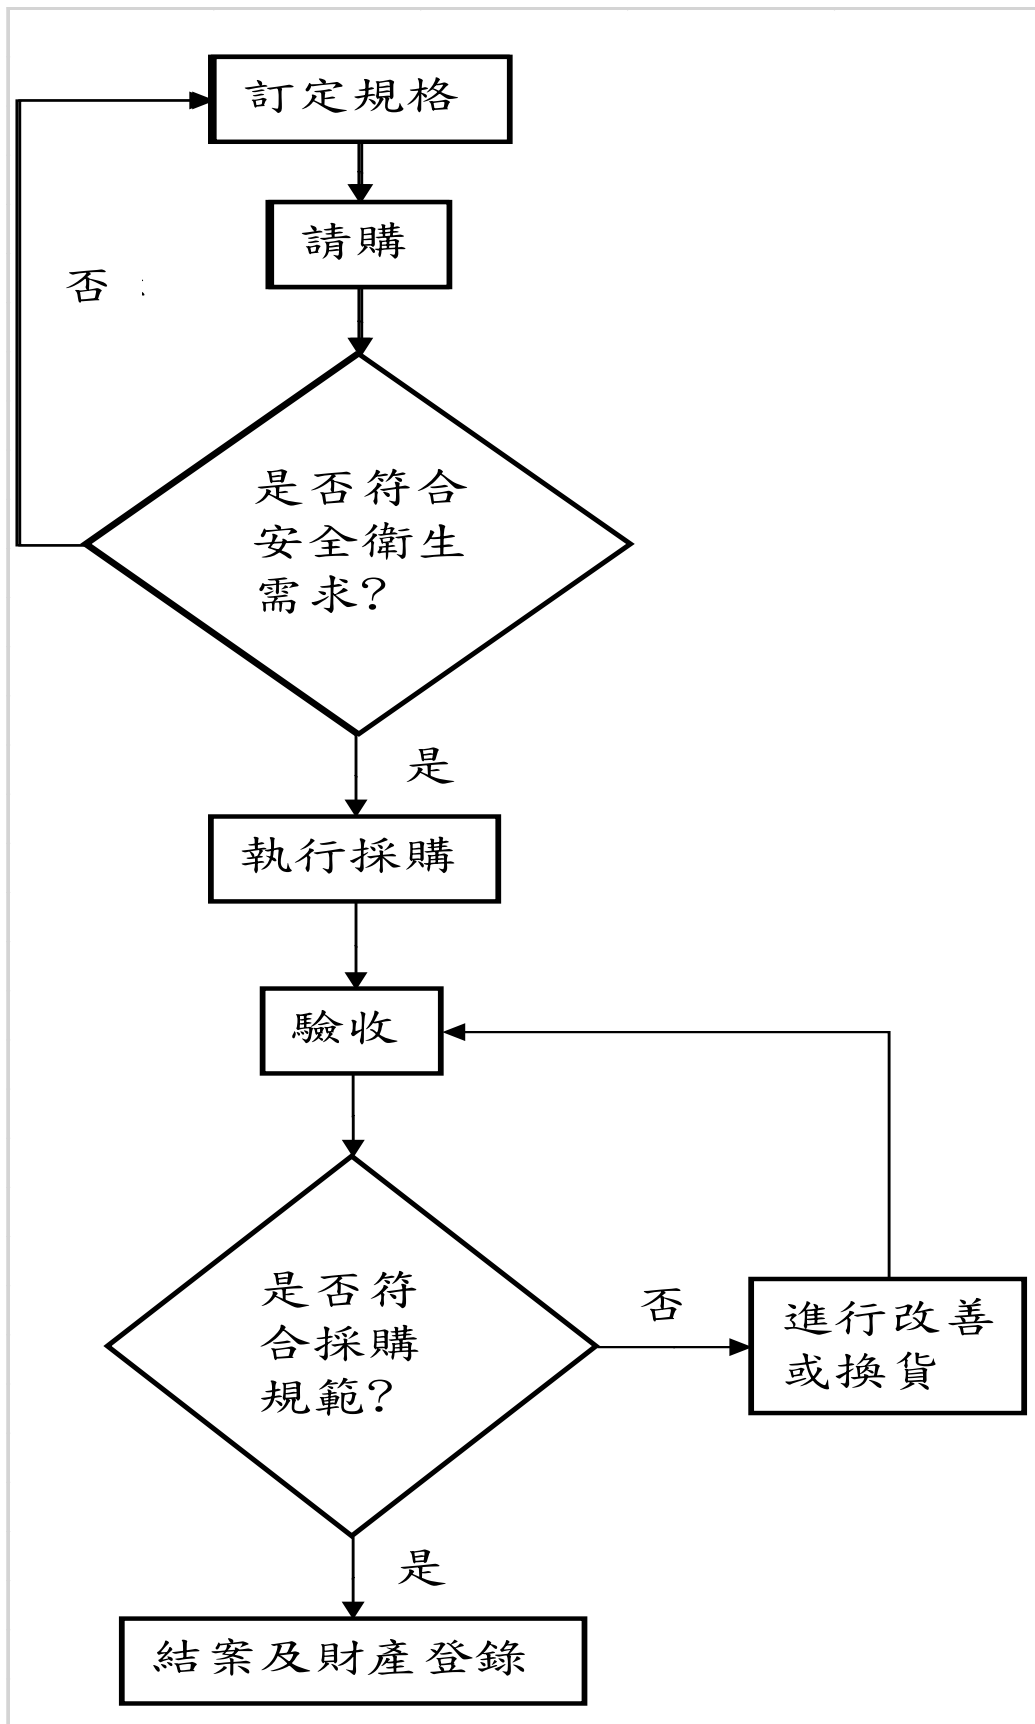 訂定規格
請購
否
是否符合
安全衛生
需求?
是
執行採購
驗收
是否符
合採購
規範?
否
進行改善
或換貨
是
結案及財產登錄